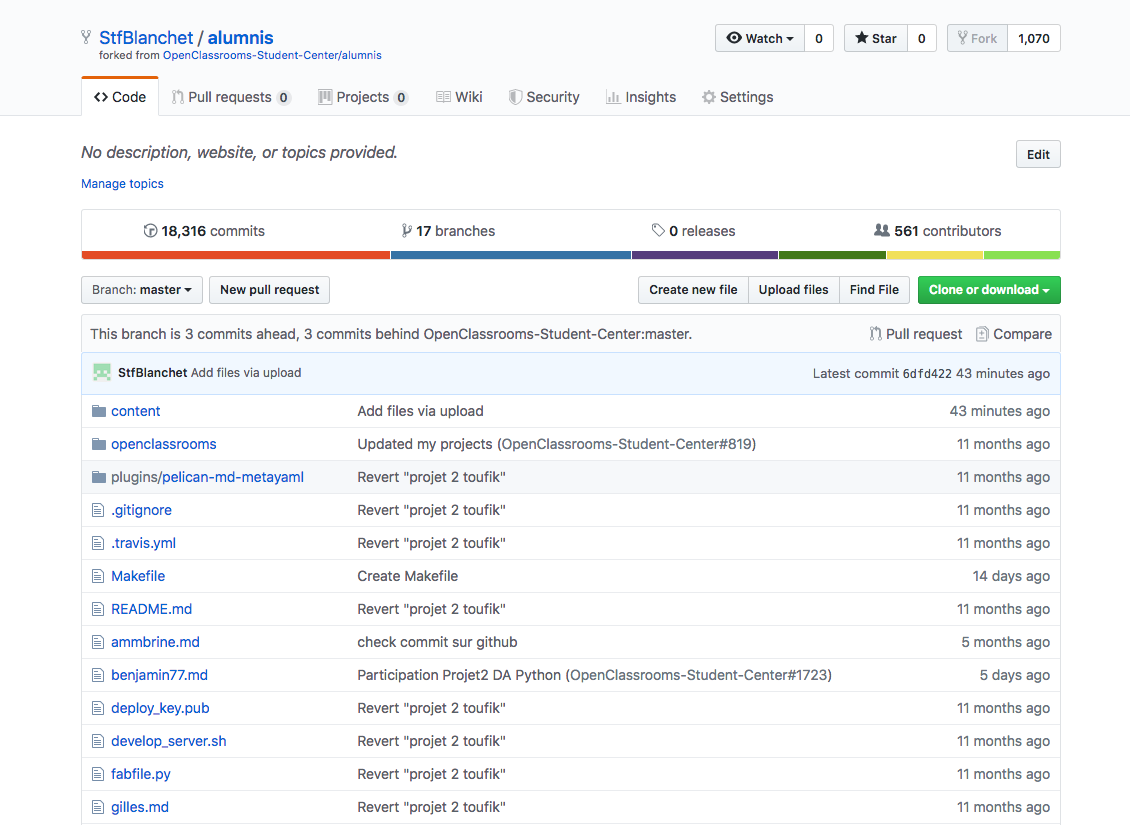 StfBlanchet / alumnis
forked from OpenClassrooms-Student-Center/alumnis
Watch 0 Star 0 Fork 1,070
Code Pull requests 0 Projects 0 Wiki Security Insights Settings
No description, website, or topics provided. Edit
Manage topics
18,316 commits 17 branches 0 releases 561 contributors
Branch: master New pull request Create new file Upload files Find File Clone or download
This branch is 3 commits ahead, 3 commits behind OpenClassrooms-Student-Center:master. Pull request Compare
StfBlanchet Add files via upload Latest commit 6dfd422 43 minutes ago
content Add files via upload 43 minutes ago
openclassrooms Updated my projects (OpenClassrooms-Student-Center#819) 11 months ago
plugins/pelican-md-metayaml Revert "projet 2 toufik" 11 months ago
.gitignore Revert "projet 2 toufik" 11 months ago
.travis.yml Revert "projet 2 toufik" 11 months ago
Makefile Create Makefile 14 days ago
README.md Revert "projet 2 toufik" 11 months ago
ammbrine.md check commit sur github 5 months ago
benjamin77.md Participation Projet2 DA Python (OpenClassrooms-Student-Center#1723) 5 days ago
deploy_key.pub Revert "projet 2 toufik" 11 months ago
develop_server.sh Revert "projet 2 toufik" 11 months ago
fabfile.py Revert "projet 2 toufik" 11 months ago
gilles.md Revert "projet 2 toufik" 11 months ago